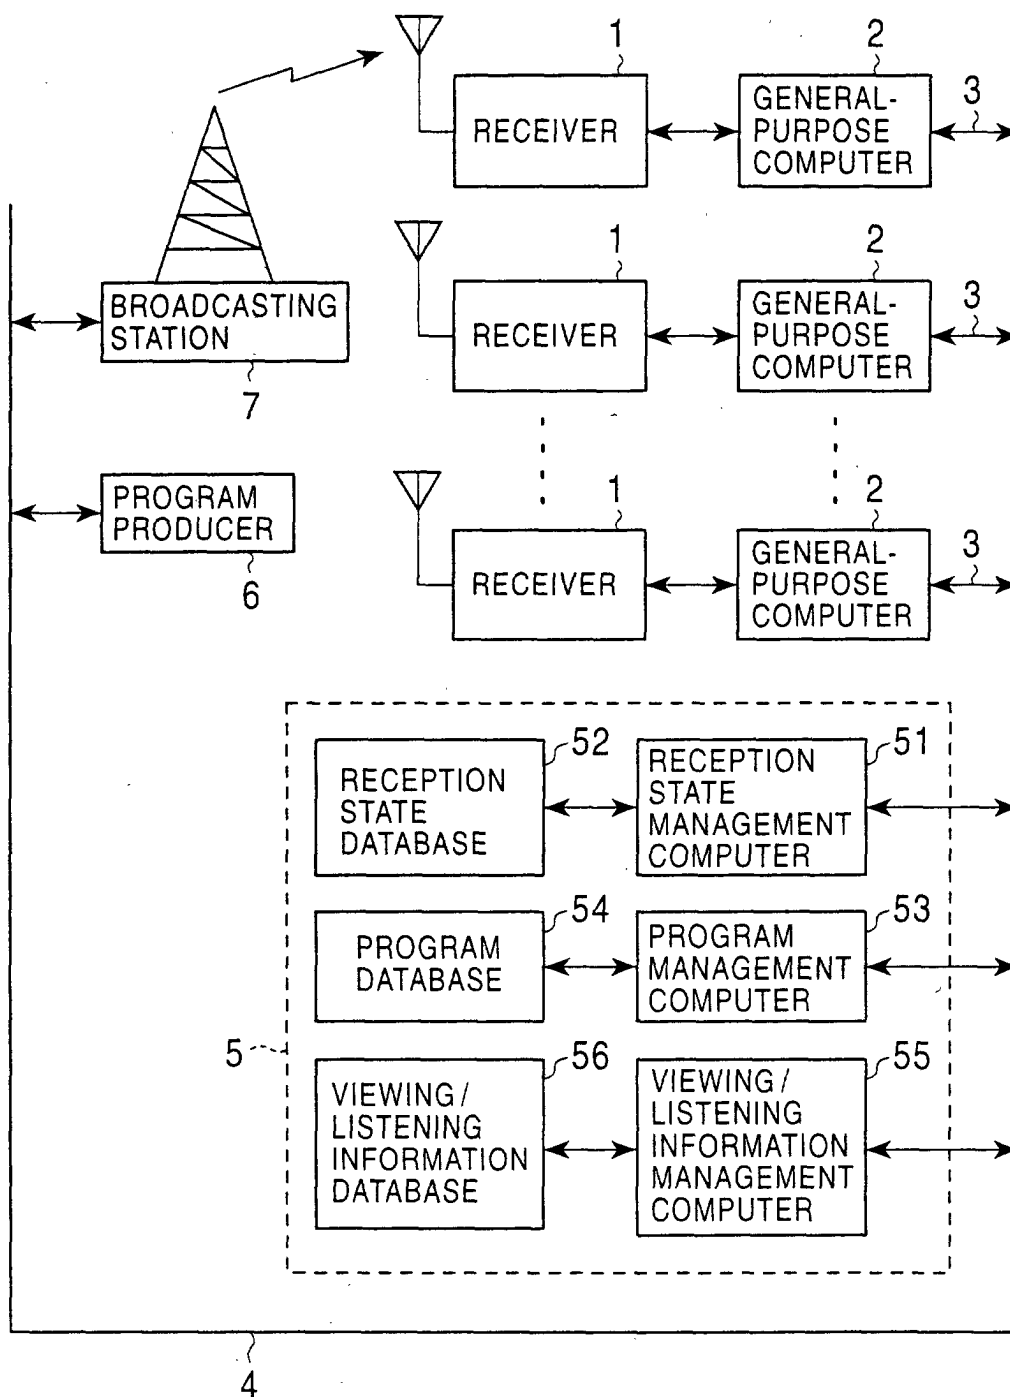 1
2
3
RECEIVER
GENERAL-
PURPOSE
COMPUTER
1
2
3
BROADCASTING
STATION
7
RECEIVER
GENERAL-
PURPOSE
COMPUTER
1
2
3
PROGRAM
PRODUCER
6
RECEIVER
GENERAL-
PURPOSE
COMPUTER
52
51
RECEPTION
STATE
DATABASE
RECEPTION
STATE
MANAGEMENT
COMPUTER
54
53
PROGRAM
DATABASE
PROGRAM
MANAGEMENT
COMPUTER
5
56
55
VIEWING/
LISTENING
INFORMATION
DATABASE
VIEWING/
LISTENING
INFORMATION
MANAGEMENT
COMPUTER
4